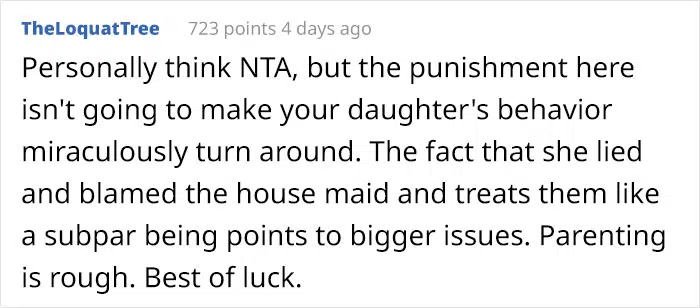 TheLoquatTree 723 points 4 days ago
Personally think NTA, but the punishment here
isn't going to make your daughter's behavior
miraculously turn around. The fact that she lied
and blamed the house maid and treats them like
a subpar being points to bigger issues. Parenting
is rough. Best of luck.